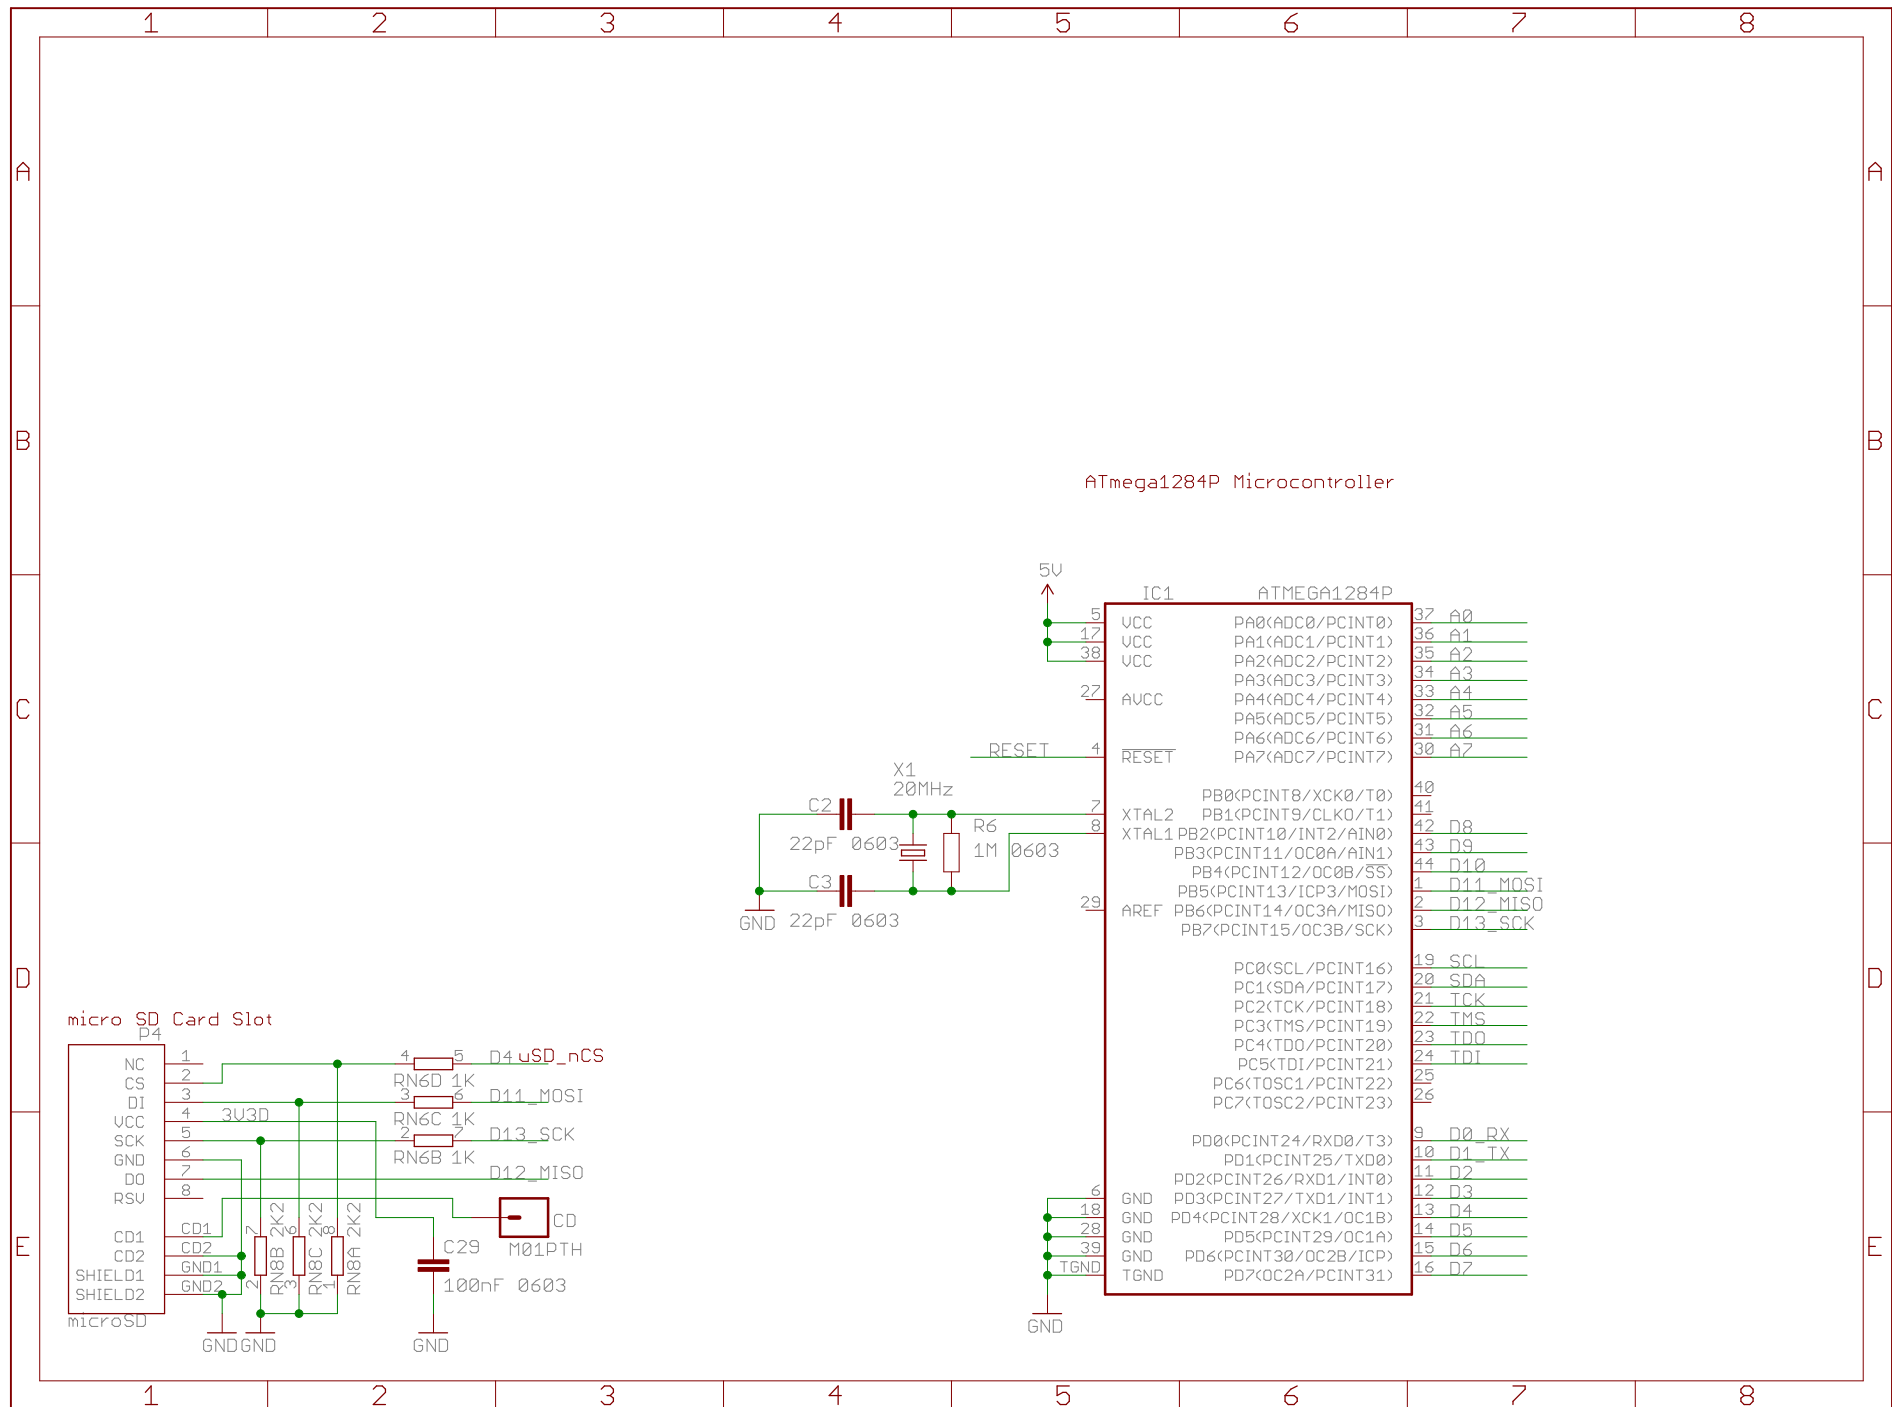 1 2 3 4 5 6 7 8
A A
B B
C C
D D
E E
ATmega1284P Microcontroller
5V
IC1 ATMEGA1284P
5 VCC PA0(ADC0/PCINT0) 37 A0
17 VCC PA1(ADC1/PCINT1) 36 A1
38 VCC PA2(ADC2/PCINT2) 35 A2
PA3(ADC3/PCINT3) 34 A3
27 AVCC PA4(ADC4/PCINT4) 33 A4
PA5(ADC5/PCINT5) 32 A5
PA6(ADC6/PCINT6) 31 A6
RESET 4 RESET PA7(ADC7/PCINT7) 30 A7
PB0(PCINT8/XCK0/T0) 40
7 XTAL2 PB1(PCINT9/CLKO/T1) 41
8 XTAL1 PB2(PCINT10/INT2/AIN0) 42 D8
PB3(PCINT11/OC0A/AIN1) 43 D9
PB4(PCINT12/OC0B/SS) 44 D10
PB5(PCINT13/ICP3/MOSI) 1 D11_MOSI
29 AREF PB6(PCINT14/OC3A/MISO) 2 D12_MISO
PB7(PCINT15/OC3B/SCK) 3 D13_SCK
PC0(SCL/PCINT16) 19 SCL
PC1(SDA/PCINT17) 20 SDA
PC2(TCK/PCINT18) 21 TCK
PC3(TMS/PCINT19) 22 TMS
PC4(TDO/PCINT20) 23 TDO
PC5(TDI/PCINT21) 24 TDI
PC6(TOSC1/PCINT22) 25
PC7(TOSC2/PCINT23) 26
PD0(PCINT24/RXD0/T3) 9 D0_RX
PD1(PCINT25/TXD0) 10 D1_TX
PD2(PCINT26/RXD1/INT0) 11 D2
6 GND PD3(PCINT27/TXD1/INT1) 12 D3
18 GND PD4(PCINT28/XCK1/OC1B) 13 D4
28 GND PD5(PCINT29/OC1A) 14 D5
39 GND PD6(PCINT30/OC2B/ICP) 15 D6
TGND TGND PD7(OC2A/PCINT31) 16 D7
GND
X1
20MHz
C2
22pF 0603
R6
1M 0603
C3
22pF 0603
GND
micro SD Card Slot
P4
NC 1
CS 2
DI 3
VCC 4 3V3D
SCK 5
GND 6
DO 7
RSV 8
CD1 CD1
CD2 CD2
SHIELD1 GND1
SHIELD2 GND2
microSD
4 5 D4 uSD_nCS
RN6D 1K
3 6 D11_MOSI
RN6C 1K
2 7 D13_SCK
RN6B 1K
D12_MISO
7 RN8B 2K2 2
6 RN8C 2K2 3
8 RN8A 2K2 1
CD
M01PTH
C29
100nF 0603
GND GND GND
1 2 3 4 5 6 7 8